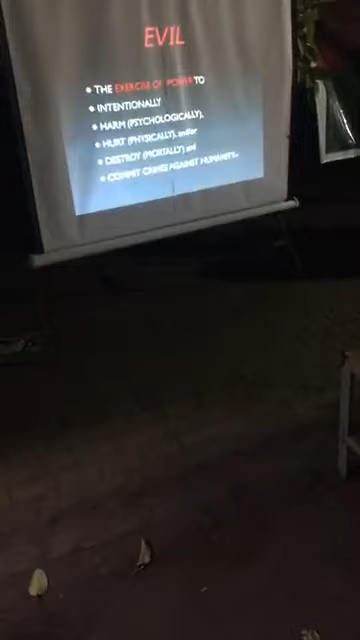 EVIL
• THE EXERCISE OF POWER TO
• INTENTIONALLY
• HARM (PSYCHOLOGICALLY),
• HURT (PHYSICALLY), and/or
• DESTROY (MORTALLY) and
• COMMIT CRIMES AGAINST HUMANITY..